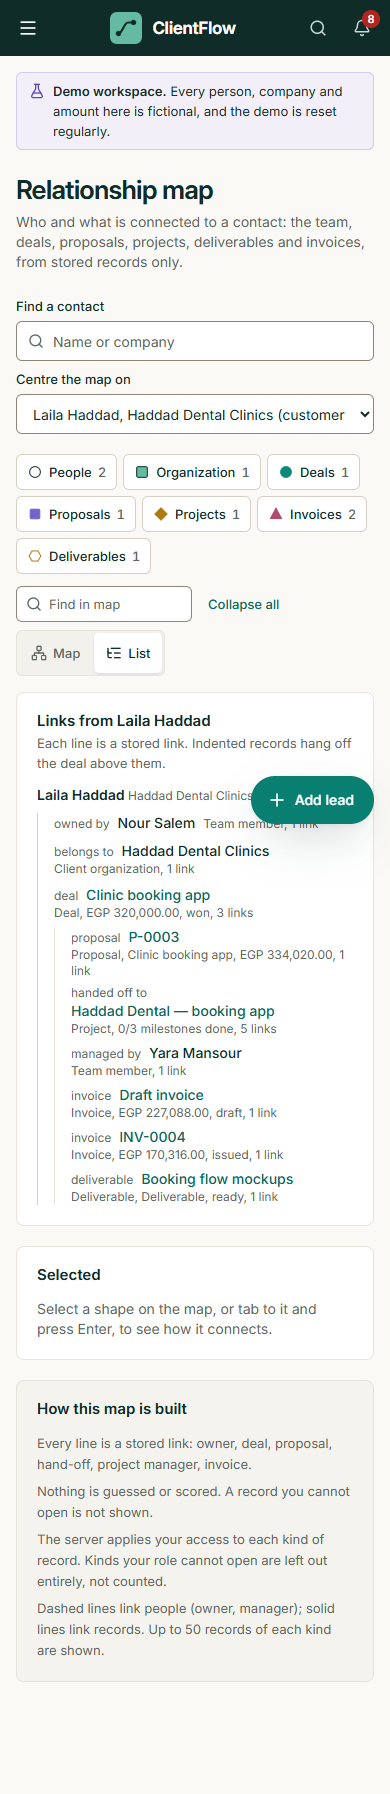 ClientFlow
8
Demo workspace. Every person, company and
amount here is fictional, and the demo is reset
regularly.
Relationship map
Who and what is connected to a contact: the team,
deals, proposals, projects, deliverables and invoices,
from stored records only.
Find a contact
Name or company
Centre the map on
Laila Haddad, Haddad Dental Clinics (customer
People 2
Organization 1
Deals 1
Proposals 1
Projects 1
Invoices 2
Deliverables 1
Find in map
Collapse all
Map
List
Links from Laila Haddad
Each line is a stored link. Indented records hang off
the deal above them.
Laila Haddad Haddad Dental Clinics
Add lead
owned by Nour Salem Team member, 1 link
belongs to Haddad Dental Clinics
Client organization, 1 link
deal Clinic booking app
Deal, EGP 320,000.00, won, 3 links
proposal P-0003
Proposal, Clinic booking app, EGP 334,020.00, 1
link
handed off to
Haddad Dental — booking app
Project, 0/3 milestones done, 5 links
managed by Yara Mansour
Team member, 1 link
invoice Draft invoice
Invoice, EGP 227,088.00, draft, 1 link
invoice INV-0004
Invoice, EGP 170,316.00, issued, 1 link
deliverable Booking flow mockups
Deliverable, Deliverable, ready, 1 link
Selected
Select a shape on the map, or tab to it and
press Enter, to see how it connects.
How this map is built
Every line is a stored link: owner, deal, proposal,
hand-off, project manager, invoice.
Nothing is guessed or scored. A record you cannot
open is not shown.
The server applies your access to each kind of
record. Kinds your role cannot open are left out
entirely, not counted.
Dashed lines link people (owner, manager); solid
lines link records. Up to 50 records of each kind
are shown.